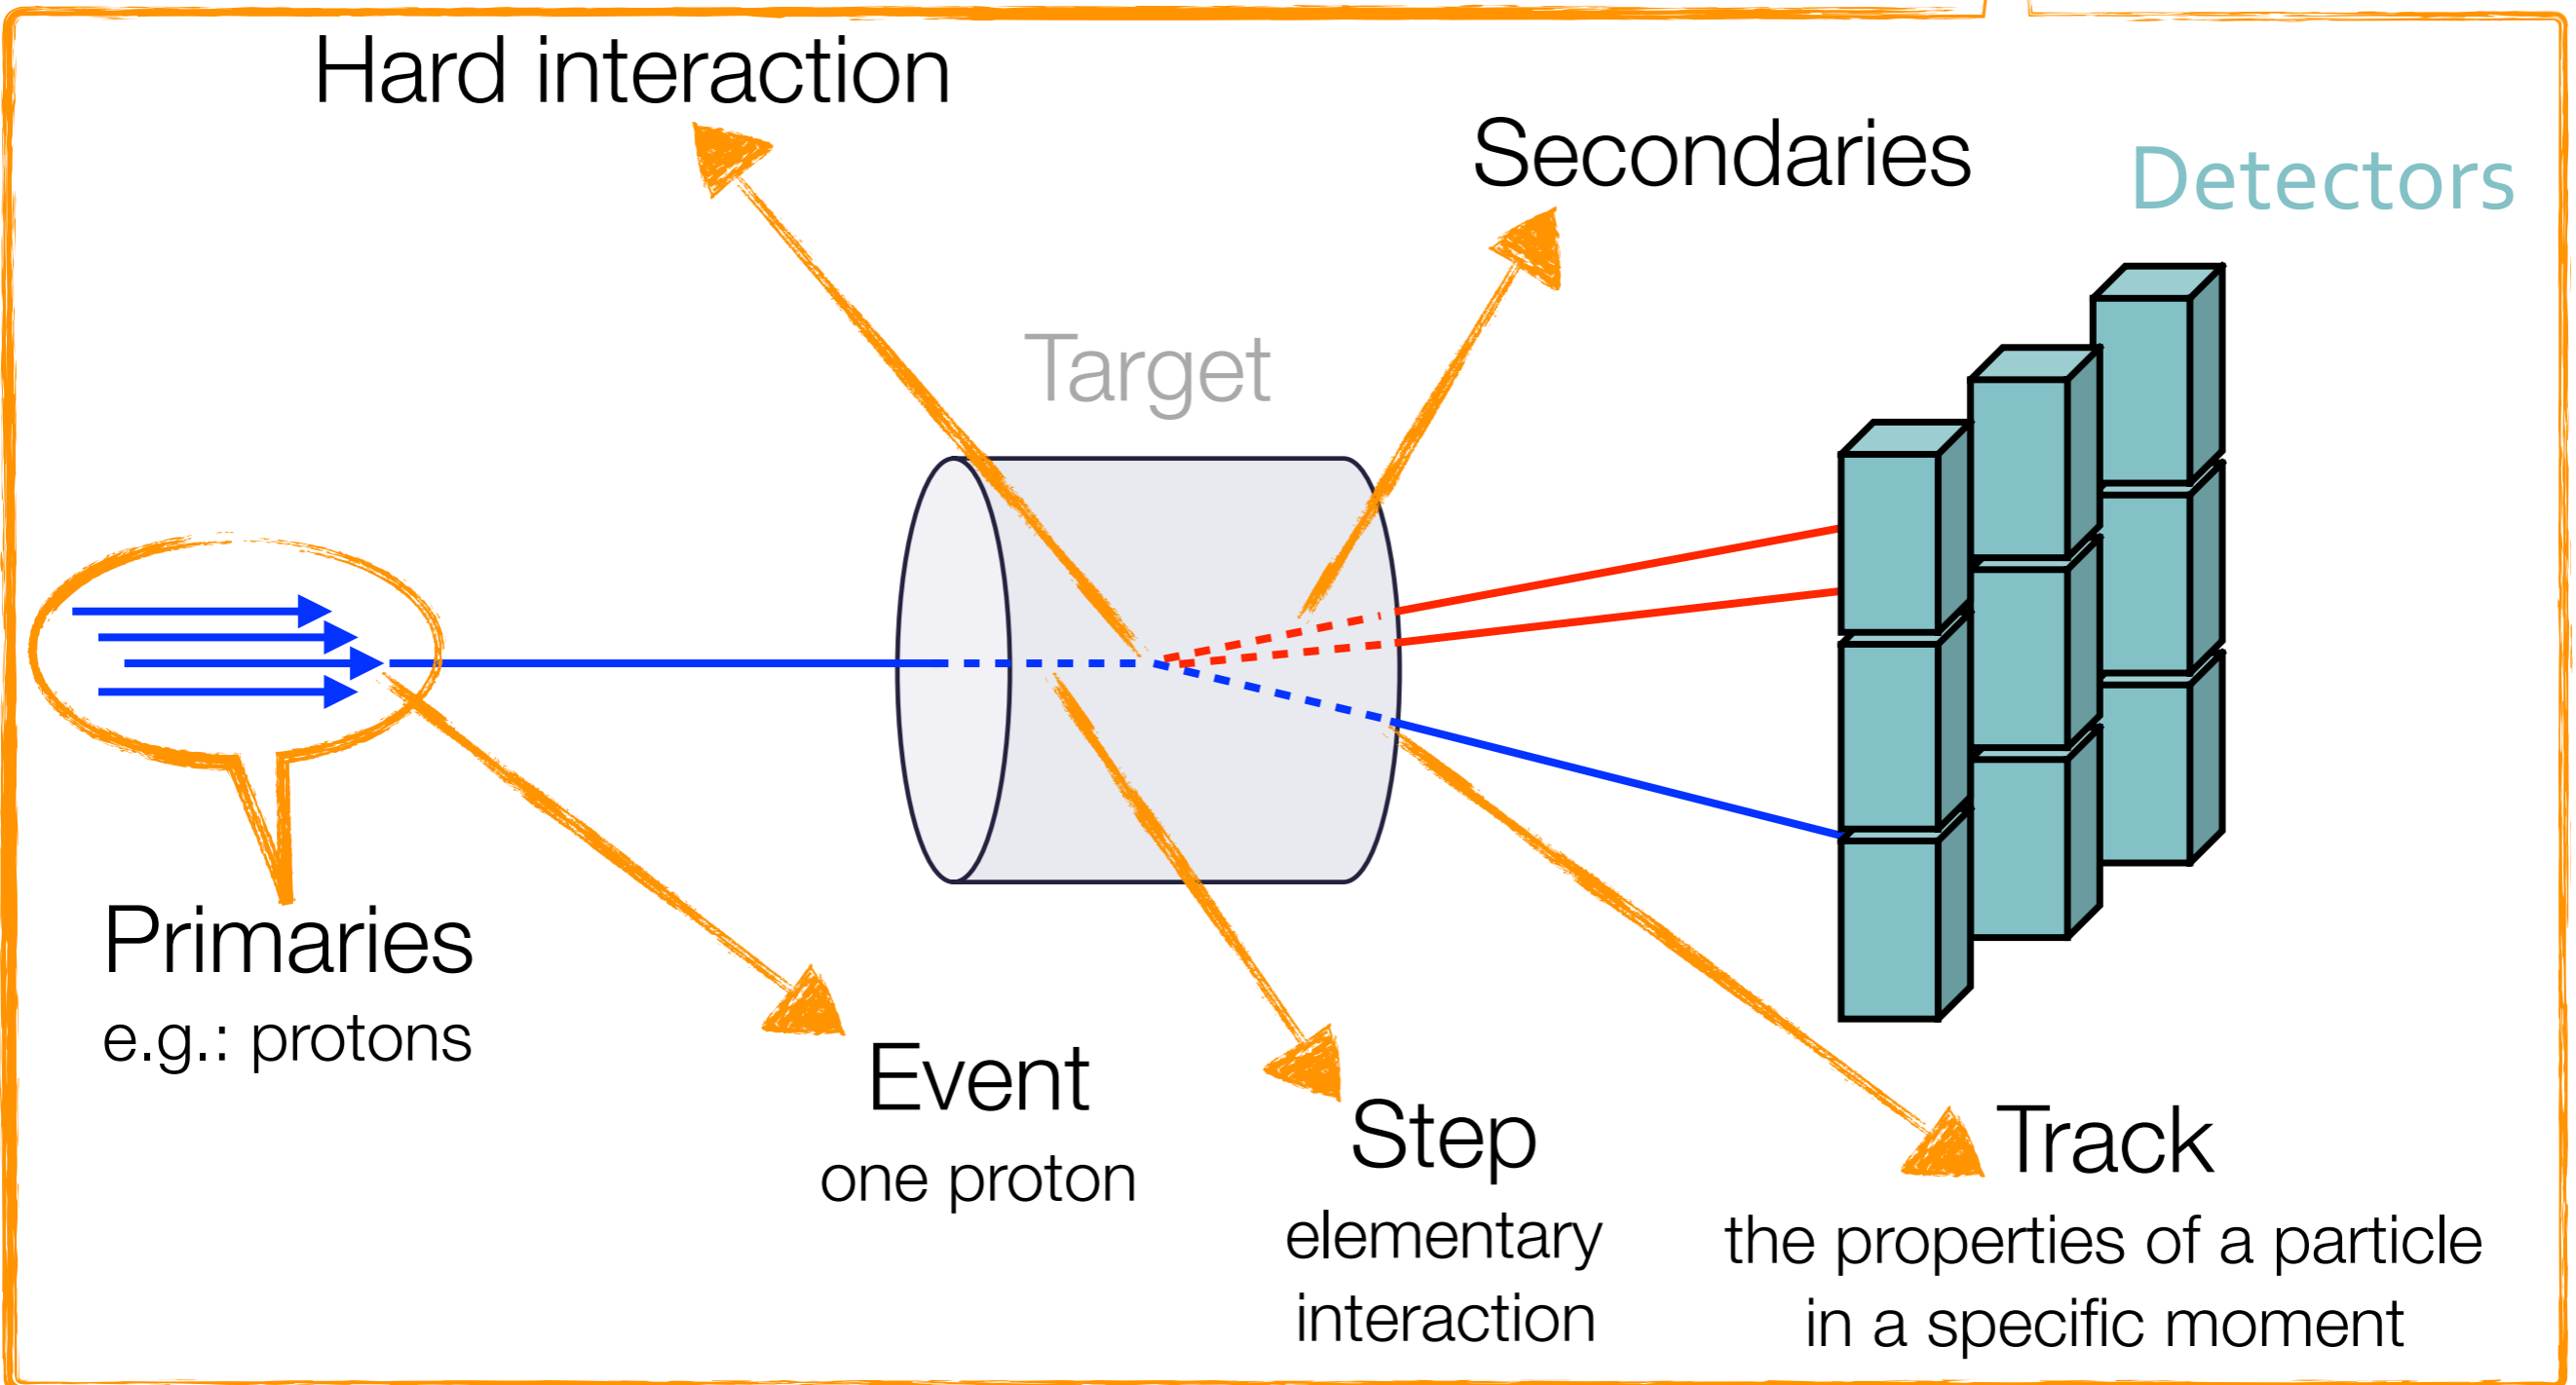 Hard interaction
Secondaries
Detectors
Target
Primaries
e.g.: protons
Event
one proton
Step
elementary
interaction
Track
the properties of a particle
in a specific moment